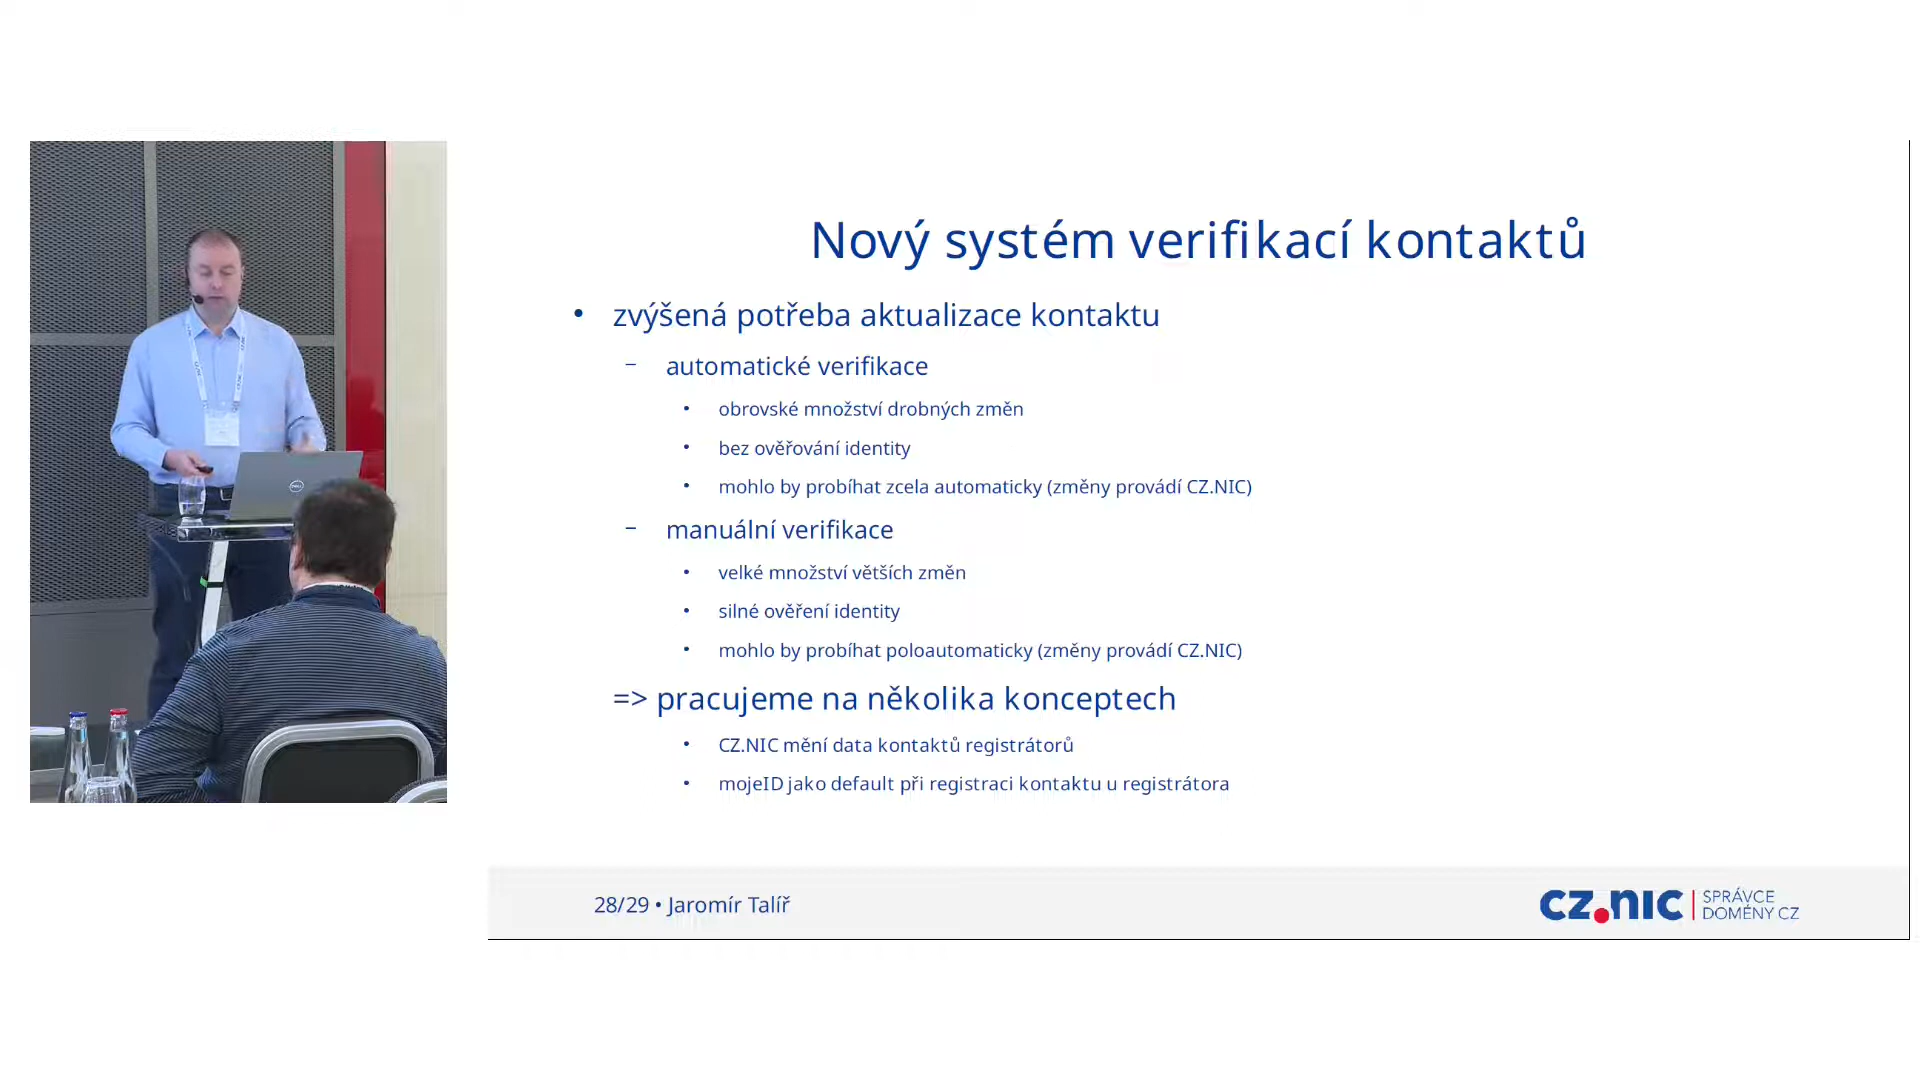 Nový systém verifikací kontaktů
• zvýšená potřeba aktualizace kontaktu
– automatické verifikace
• obrovské množství drobných změn
• bez ověřování identity
• mohlo by probíhat zcela automaticky (změny provádí CZ.NIC)
– manuální verifikace
• velké množství větších změn
• silné ověření identity
• mohlo by probíhat poloautomaticky (změny provádí CZ.NIC)
=> pracujeme na několika konceptech
• CZ.NIC mění data kontaktů registrátorů
• mojeID jako default při registraci kontaktu u registrátora
28/29 • Jaromír Talíř
cz.nic | SPRÁVCE
DOMÉNY CZ
DELL